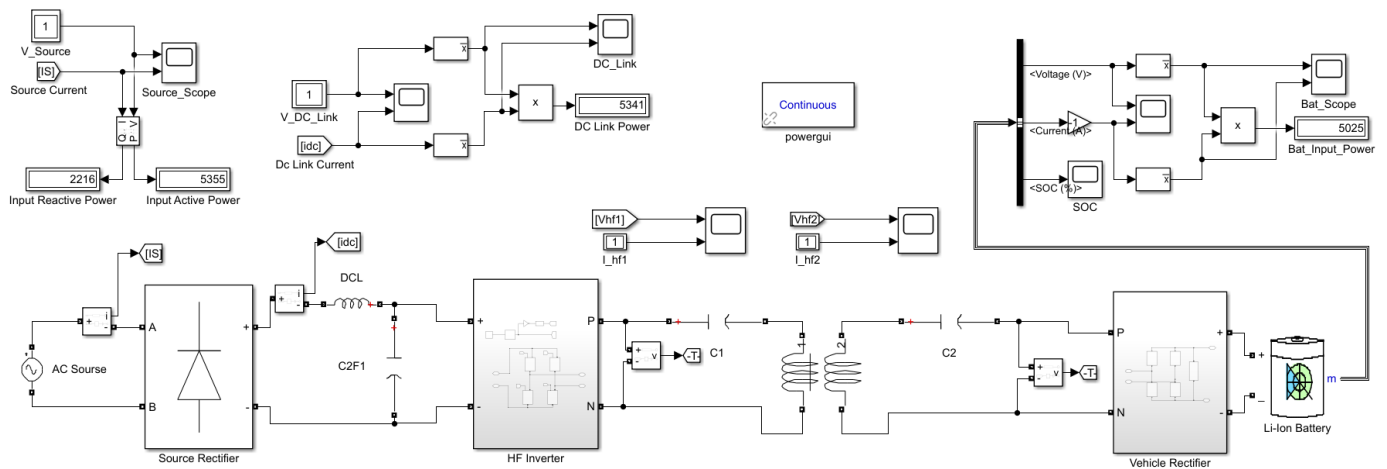 1
V_Source
[IS]
Source Current
Source_Scope
I
V
Q
P
2216
Input Reactive Power
5355
Input Active Power
1
V_DC_Link
[idc]
Dc Link Current
x
x
DC_Link
x
5341
DC Link Power
Continuous
powergui
<Voltage (V)>
<Current (A)>
-1
<SOC (%)>
SOC
x
x
x
Bat_Scope
5025
Bat_Input_Power
[Vhf1]
1
I_hf1
[Vhf2]
1
I_hf2
[IS]
[idc]
+
i
-
AC Sourse
A
B
+
-
Source Rectifier
+
i
-
DCL
C2F1
+
-
P
N
HF Inverter
+
-
v
-T-
C1
1
2
C2
+
-
v
-T-
P
N
+
-
Vehicle Rectifier
+
_
m
Li-Ion Battery